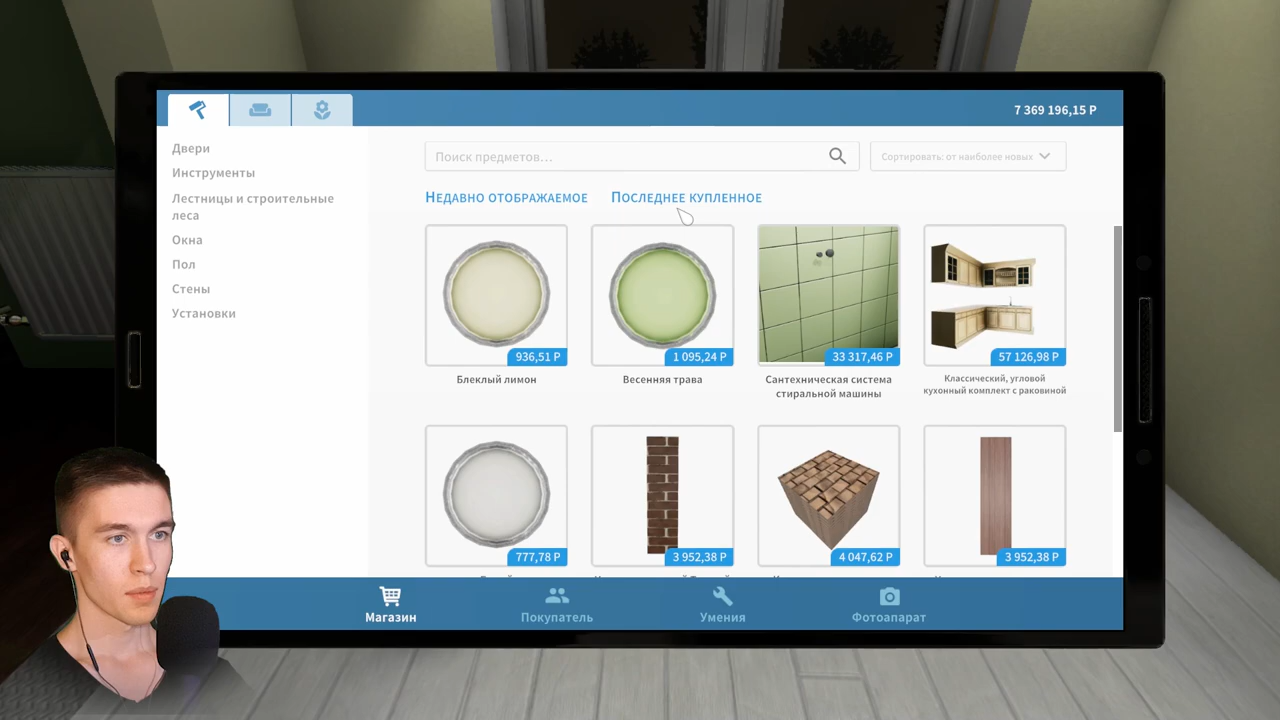 7 369 196,15 Р
Двери
Инструменты
Лестницы и строительные
леса
Окна
Пол
Стены
Установки
Поиск предметов...
Сортировать: от наиболее новых
Недавно отображаемое
Последнее купленное
936,51 Р
Блеклый лимон
1 095,24 Р
Весенняя трава
33 317,46 Р
Сантехническая система
стиральной машины
57 126,98 Р
Классический, угловой
кухонный комплект с раковиной
777,78 Р
3 952,38 Р
4 047,62 Р
3 952,38 Р
Магазин
Покупатель
Умения
Фотоапарат